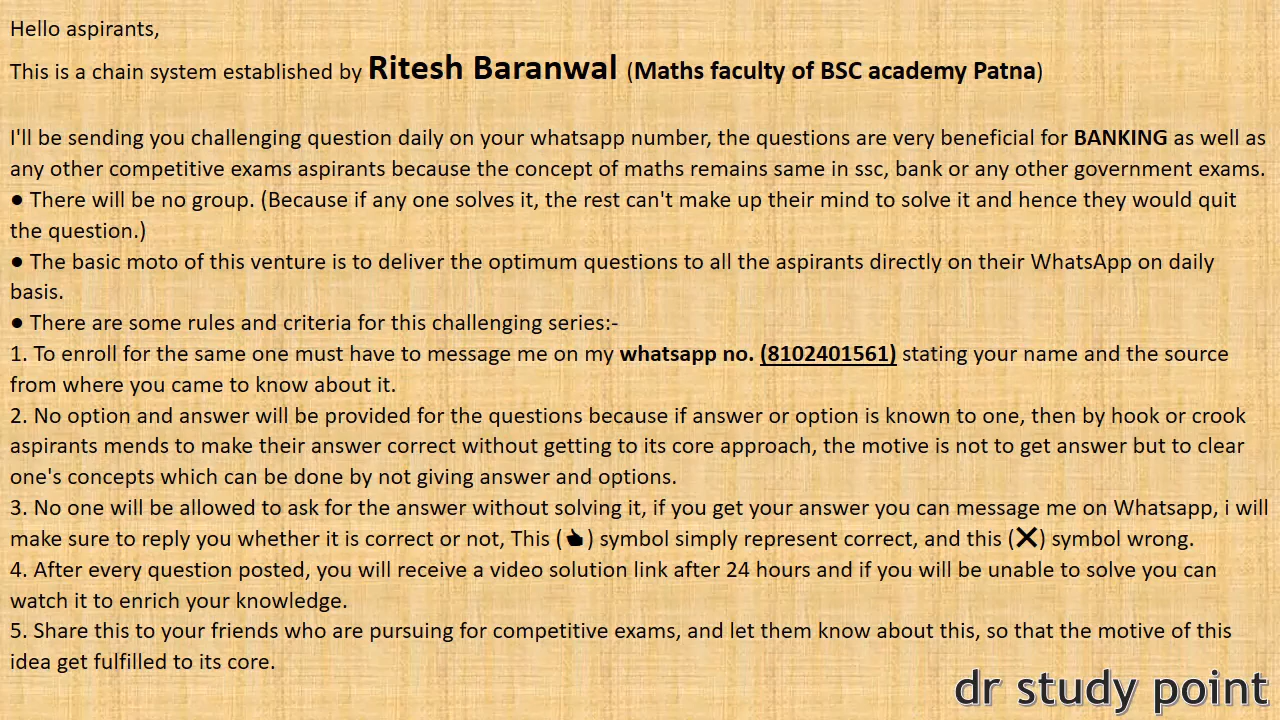 Hello aspirants,
This is a chain system established by Ritesh Baranwal (Maths faculty of BSC academy Patna)
I'll be sending you challenging question daily on your whatsapp number, the questions are very beneficial for BANKING as well as
any other competitive exams aspirants because the concept of maths remains same in ssc, bank or any other government exams.
● There will be no group. (Because if any one solves it, the rest can't make up their mind to solve it and hence they would quit
the question.)
● The basic moto of this venture is to deliver the optimum questions to all the aspirants directly on their WhatsApp on daily
basis.
● There are some rules and criteria for this challenging series:-
1. To enroll for the same one must have to message me on my whatsapp no. (8102401561) stating your name and the source
from where you came to know about it.
2. No option and answer will be provided for the questions because if answer or option is known to one, then by hook or crook
aspirants mends to make their answer correct without getting to its core approach, the motive is not to get answer but to clear
one's concepts which can be done by not giving answer and options.
3. No one will be allowed to ask for the answer without solving it, if you get your answer you can message me on Whatsapp, i will
make sure to reply you whether it is correct or not, This (👍) symbol simply represent correct, and this (❌) symbol wrong.
4. After every question posted, you will receive a video solution link after 24 hours and if you will be unable to solve you can
watch it to enrich your knowledge.
5. Share this to your friends who are pursuing for competitive exams, and let them know about this, so that the motive of this
idea get fulfilled to its core.
dr study point